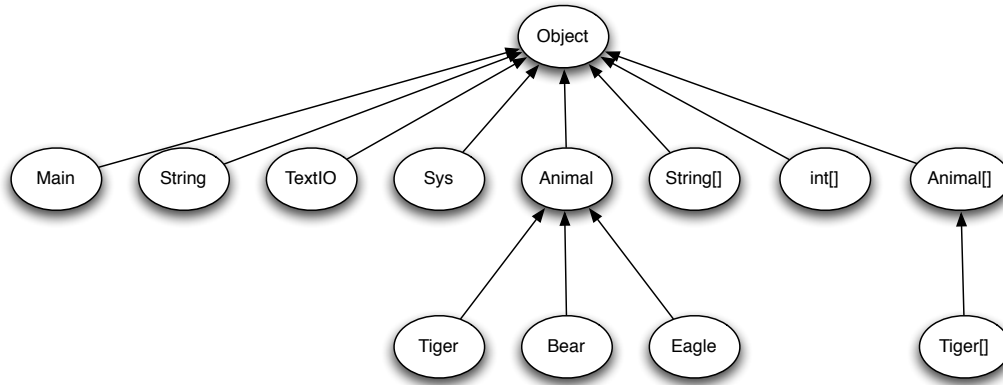 Object
Main
String
TextIO
Sys
Animal
String[]
int[]
Animal[]
Tiger
Bear
Eagle
Tiger[]